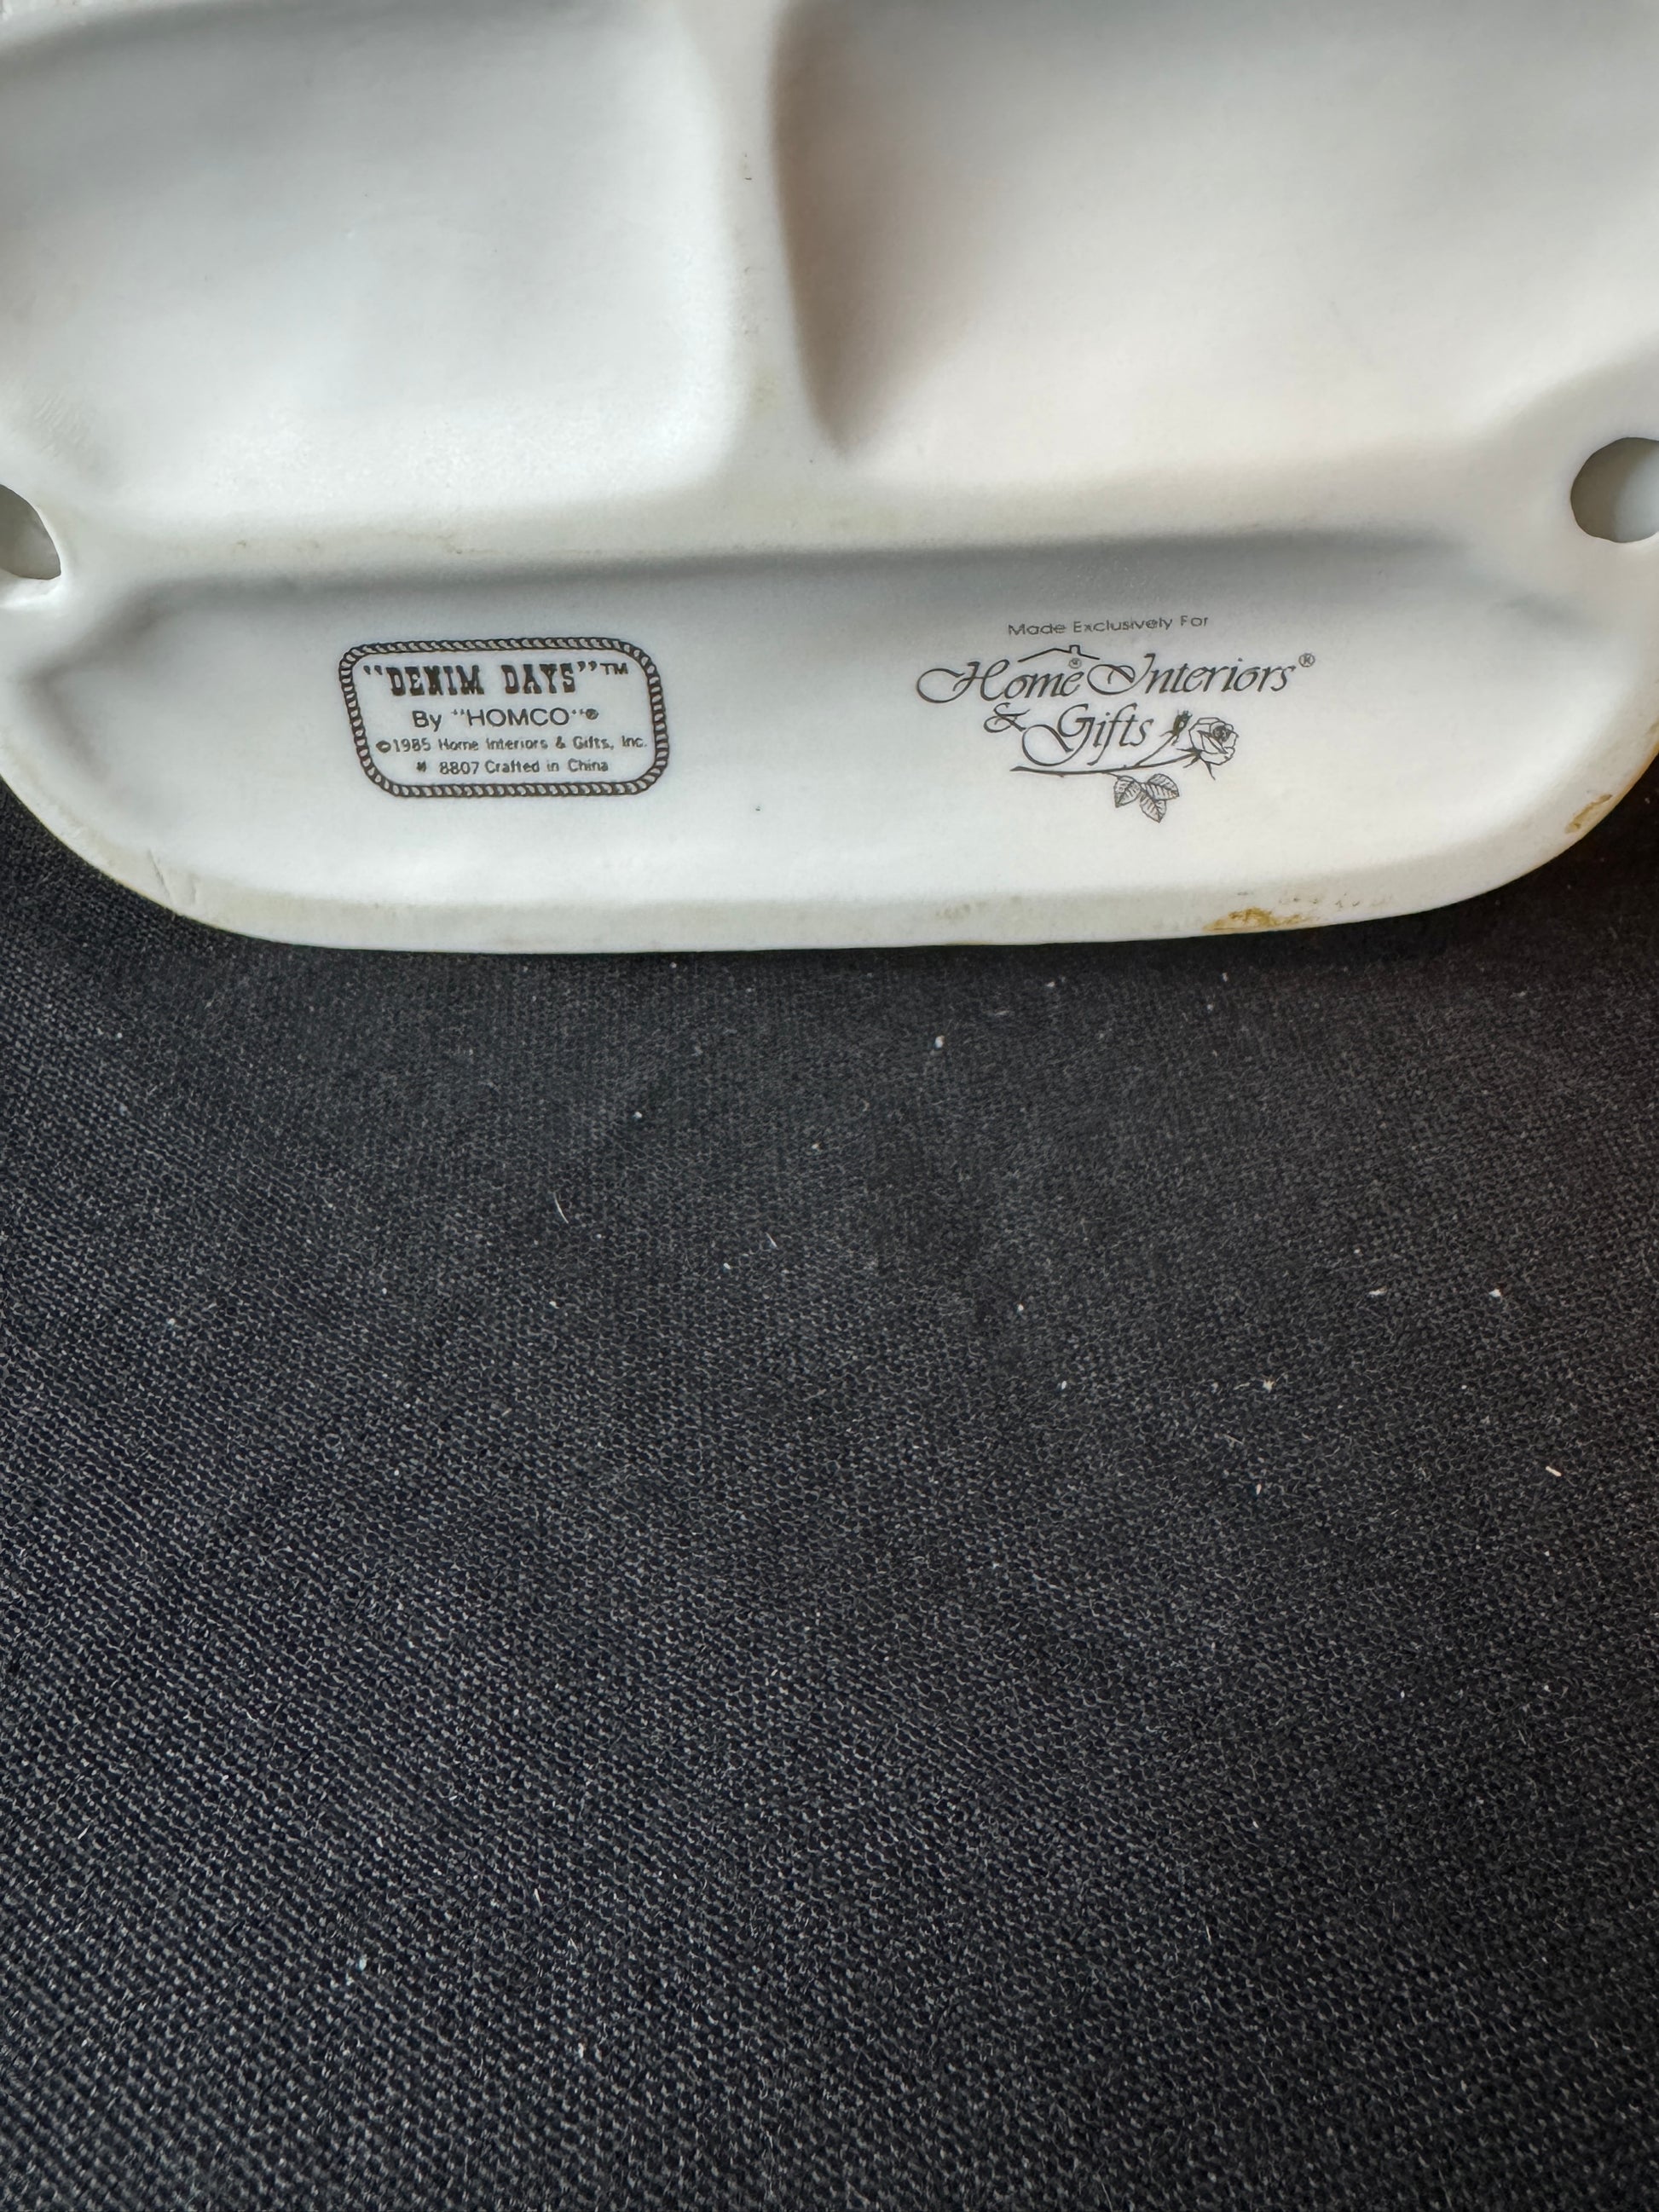 "DENIM DAYS"™
By "HOMCO"®
©1985 Home Interiors & Gifts, Inc.
# 8807 Crafted in China
Made Exclusively For
Home Interiors®
& Gifts